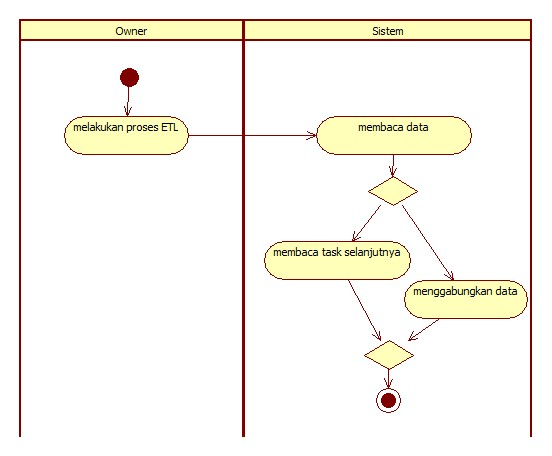 Owner
Sistem
melakukan proses ETL
membaca data
membaca task selanjutnya
menggabungkan data